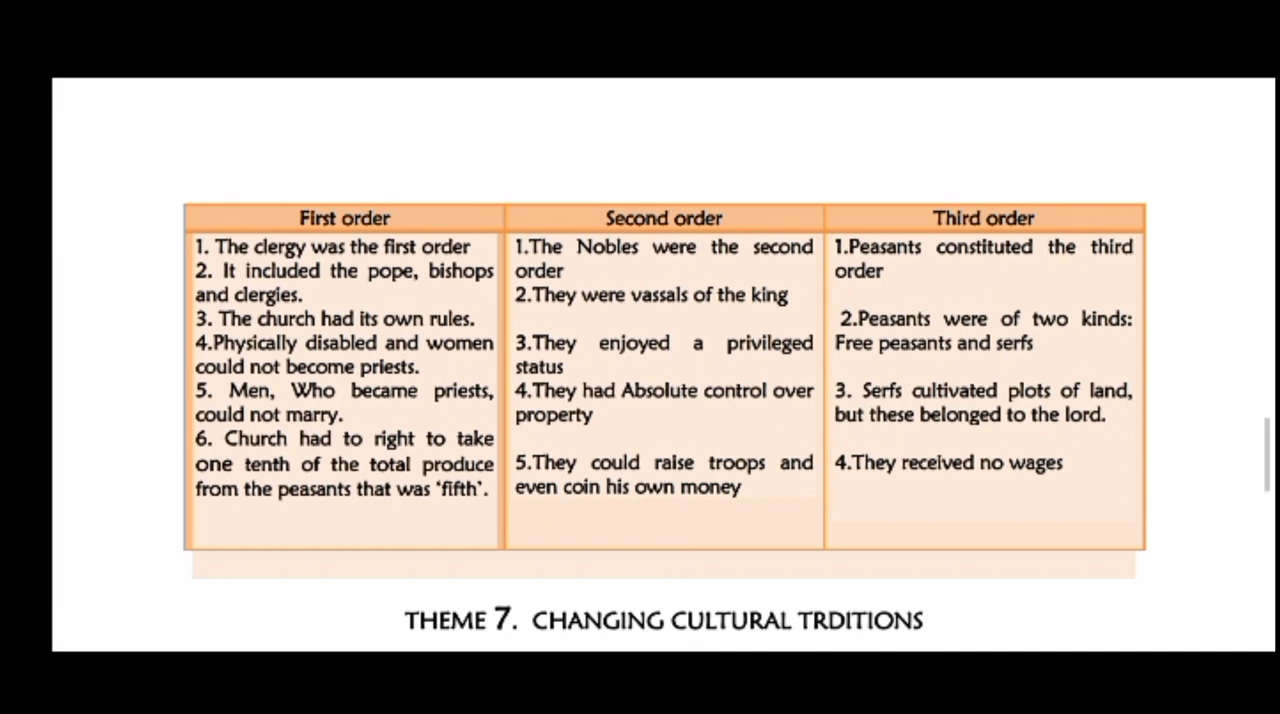 First order
1. The clergy was the first order
2. It included the pope, bishops
and clergies.
3. The church had its own rules.
4.Physically disabled and women
could not become priests.
5. Men, Who became priests,
could not marry.
6. Church had to right to take
one tenth of the total produce
from the peasants that was ‘fifth’.
Second order
1.The Nobles were the second
order
2.They were vassals of the king
3.They enjoyed a privileged
status
4.They had Absolute control over
property
5.They could raise troops and
even coin his own money
Third order
1.Peasants constituted the third
order
2.Peasants were of two kinds:
Free peasants and serfs
3. Serfs cultivated plots of land,
but these belonged to the lord.
4.They received no wages
THEME 7. CHANGING CULTURAL TRDITIONS